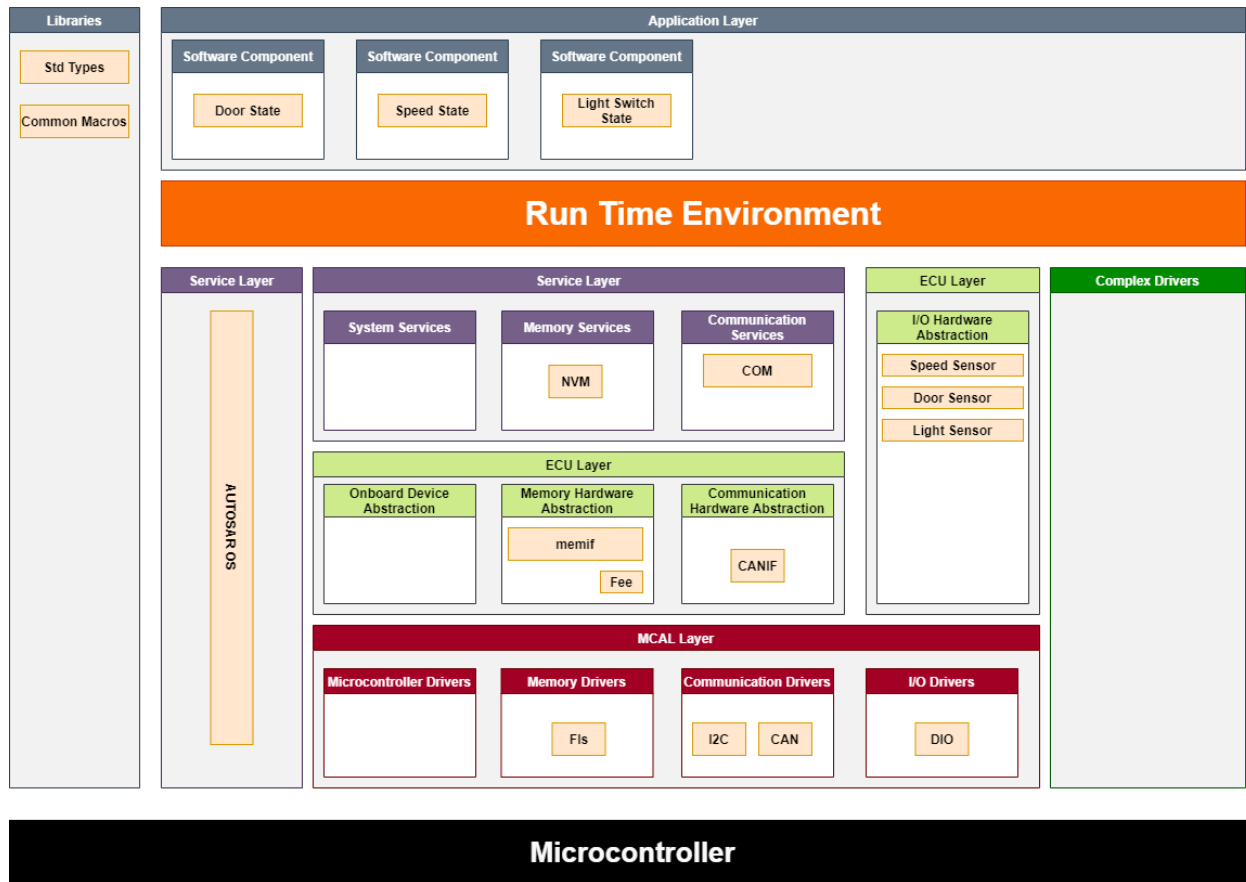 Libraries
Std Types
Common Macros
Application Layer
Software Component
Door State
Software Component
Speed State
Software Component
Light Switch
State
Run Time Environment
Service Layer
AUTOSAR OS
Service Layer
System Services
Memory Services
NVM
Communication
Services
COM
ECU Layer
I/O Hardware
Abstraction
Speed Sensor
Door Sensor
Light Sensor
Complex Drivers
ECU Layer
Onboard Device
Abstraction
Memory Hardware
Abstraction
memif
Fee
Communication
Hardware Abstraction
CANIF
MCAL Layer
Microcontroller Drivers
Memory Drivers
Fls
Communication Drivers
I2C
CAN
I/O Drivers
DIO
Microcontroller